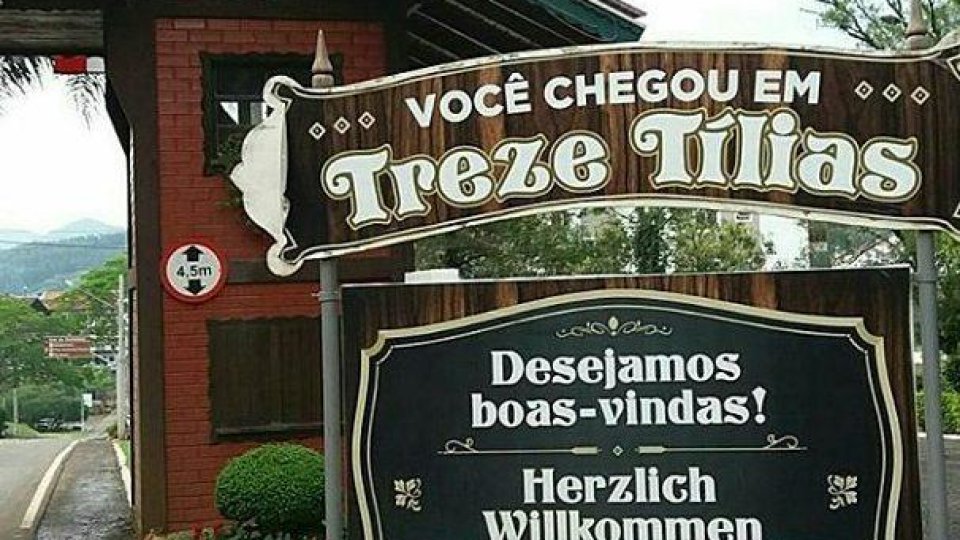 VOCÊ CHEGOU EM
Treze Tílias
4,5m
Desejamos
boas-vindas!
Herzlich
Willkommen